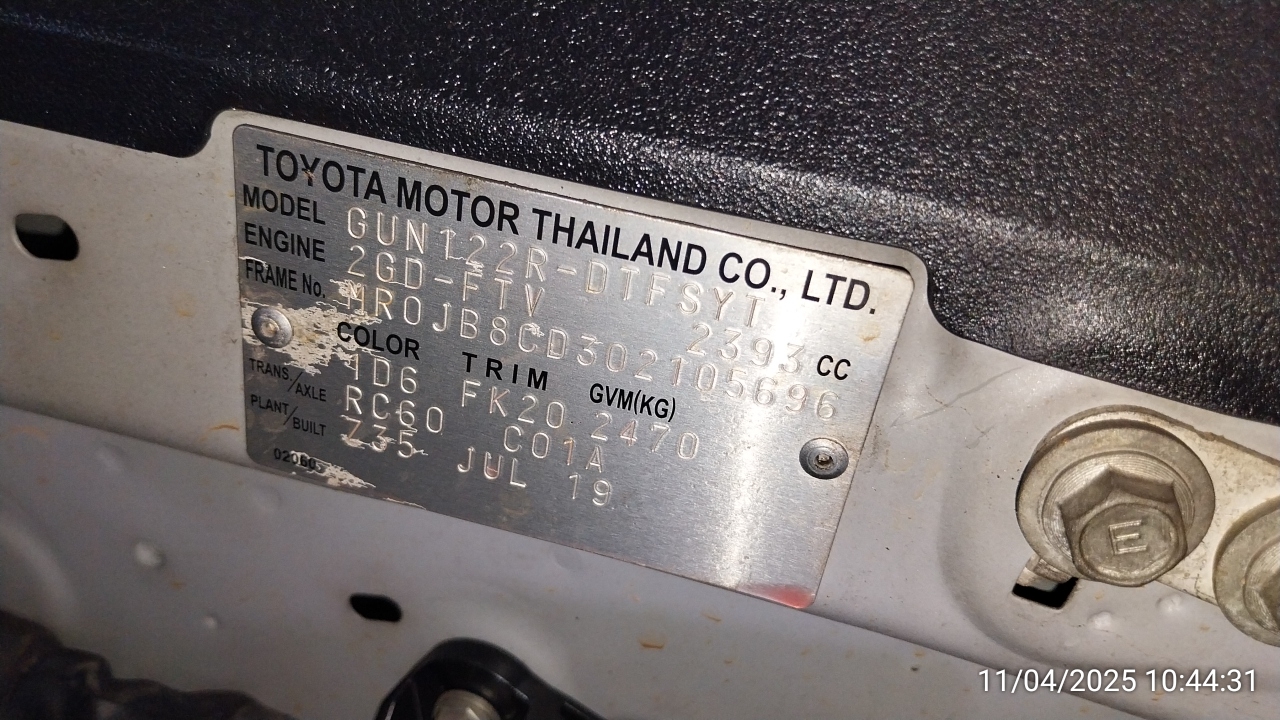 TOYOTA MOTOR THAILAND CO., LTD.
MODEL GUN122R-DTFSYT
ENGINE 2GD-FTV 2393 CC
FRAME No. MR0JB8CD302105696
COLOR TRIM GVM(KG)
1D6 FK20 2470
TRANS./AXLE RC60 C01A
PLANT/BUILT Z35 JUL 19
E
11/04/2025 10:44:31